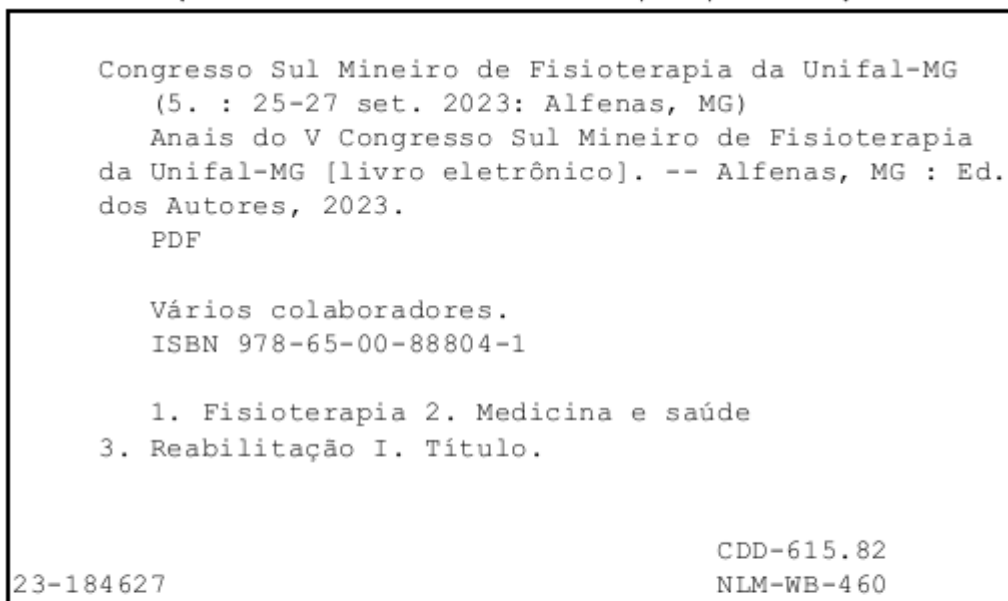 Congresso Sul Mineiro de Fisioterapia da Unifal-MG
(5. : 25-27 set. 2023: Alfenas, MG)
Anais do V Congresso Sul Mineiro de Fisioterapia
da Unifal-MG [livro eletrônico]. -- Alfenas, MG : Ed.
dos Autores, 2023.
PDF
Vários colaboradores.
ISBN 978-65-00-88804-1
1. Fisioterapia 2. Medicina e saúde
3. Reabilitação I. Título.
CDD-615.82
23-184627 NLM-WB-460